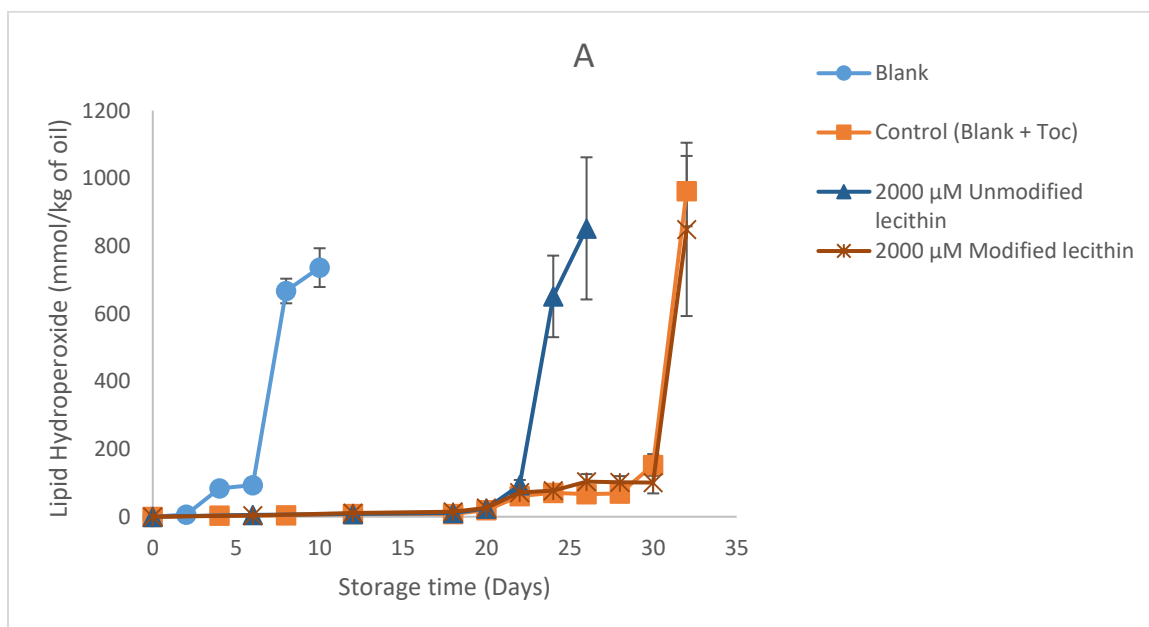 A
Blank
Control (Blank + Toc)
2000 µM Unmodified
lecithin
2000 µM Modified lecithin
Lipid Hydroperoxide (mmol/kg of oil)
1200
1000
800
600
400
200
0
0 5 10 15 20 25 30 35
Storage time (Days)